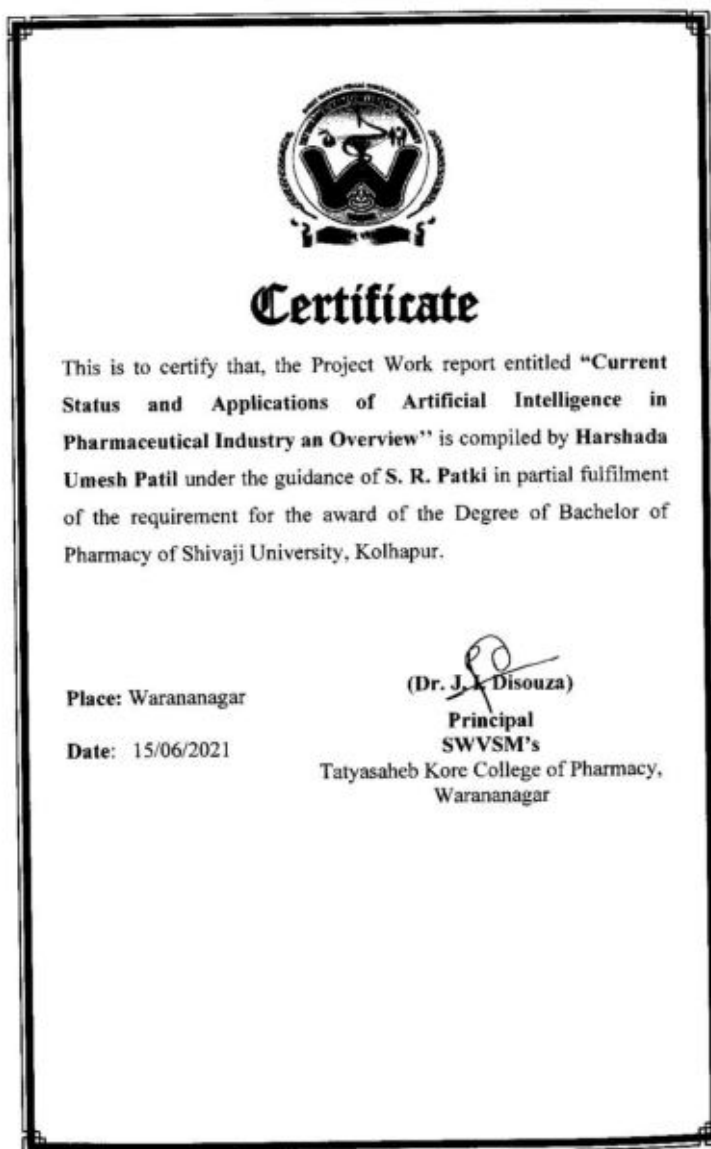 Certificate
This is to certify that, the Project Work report entitled “Current
Status and Applications of Artificial Intelligence in
Pharmaceutical Industry an Overview’’ is compiled by Harshada
Umesh Patil under the guidance of S. R. Patki in partial fulfilment
of the requirement for the award of the Degree of Bachelor of
Pharmacy of Shivaji University, Kolhapur.
(Dr. J. I. Disouza)
Place: Warananagar
Principal
SWVSM's
Date: 15/06/2021
Tatyasaheb Kore College of Pharmacy,
Warananagar